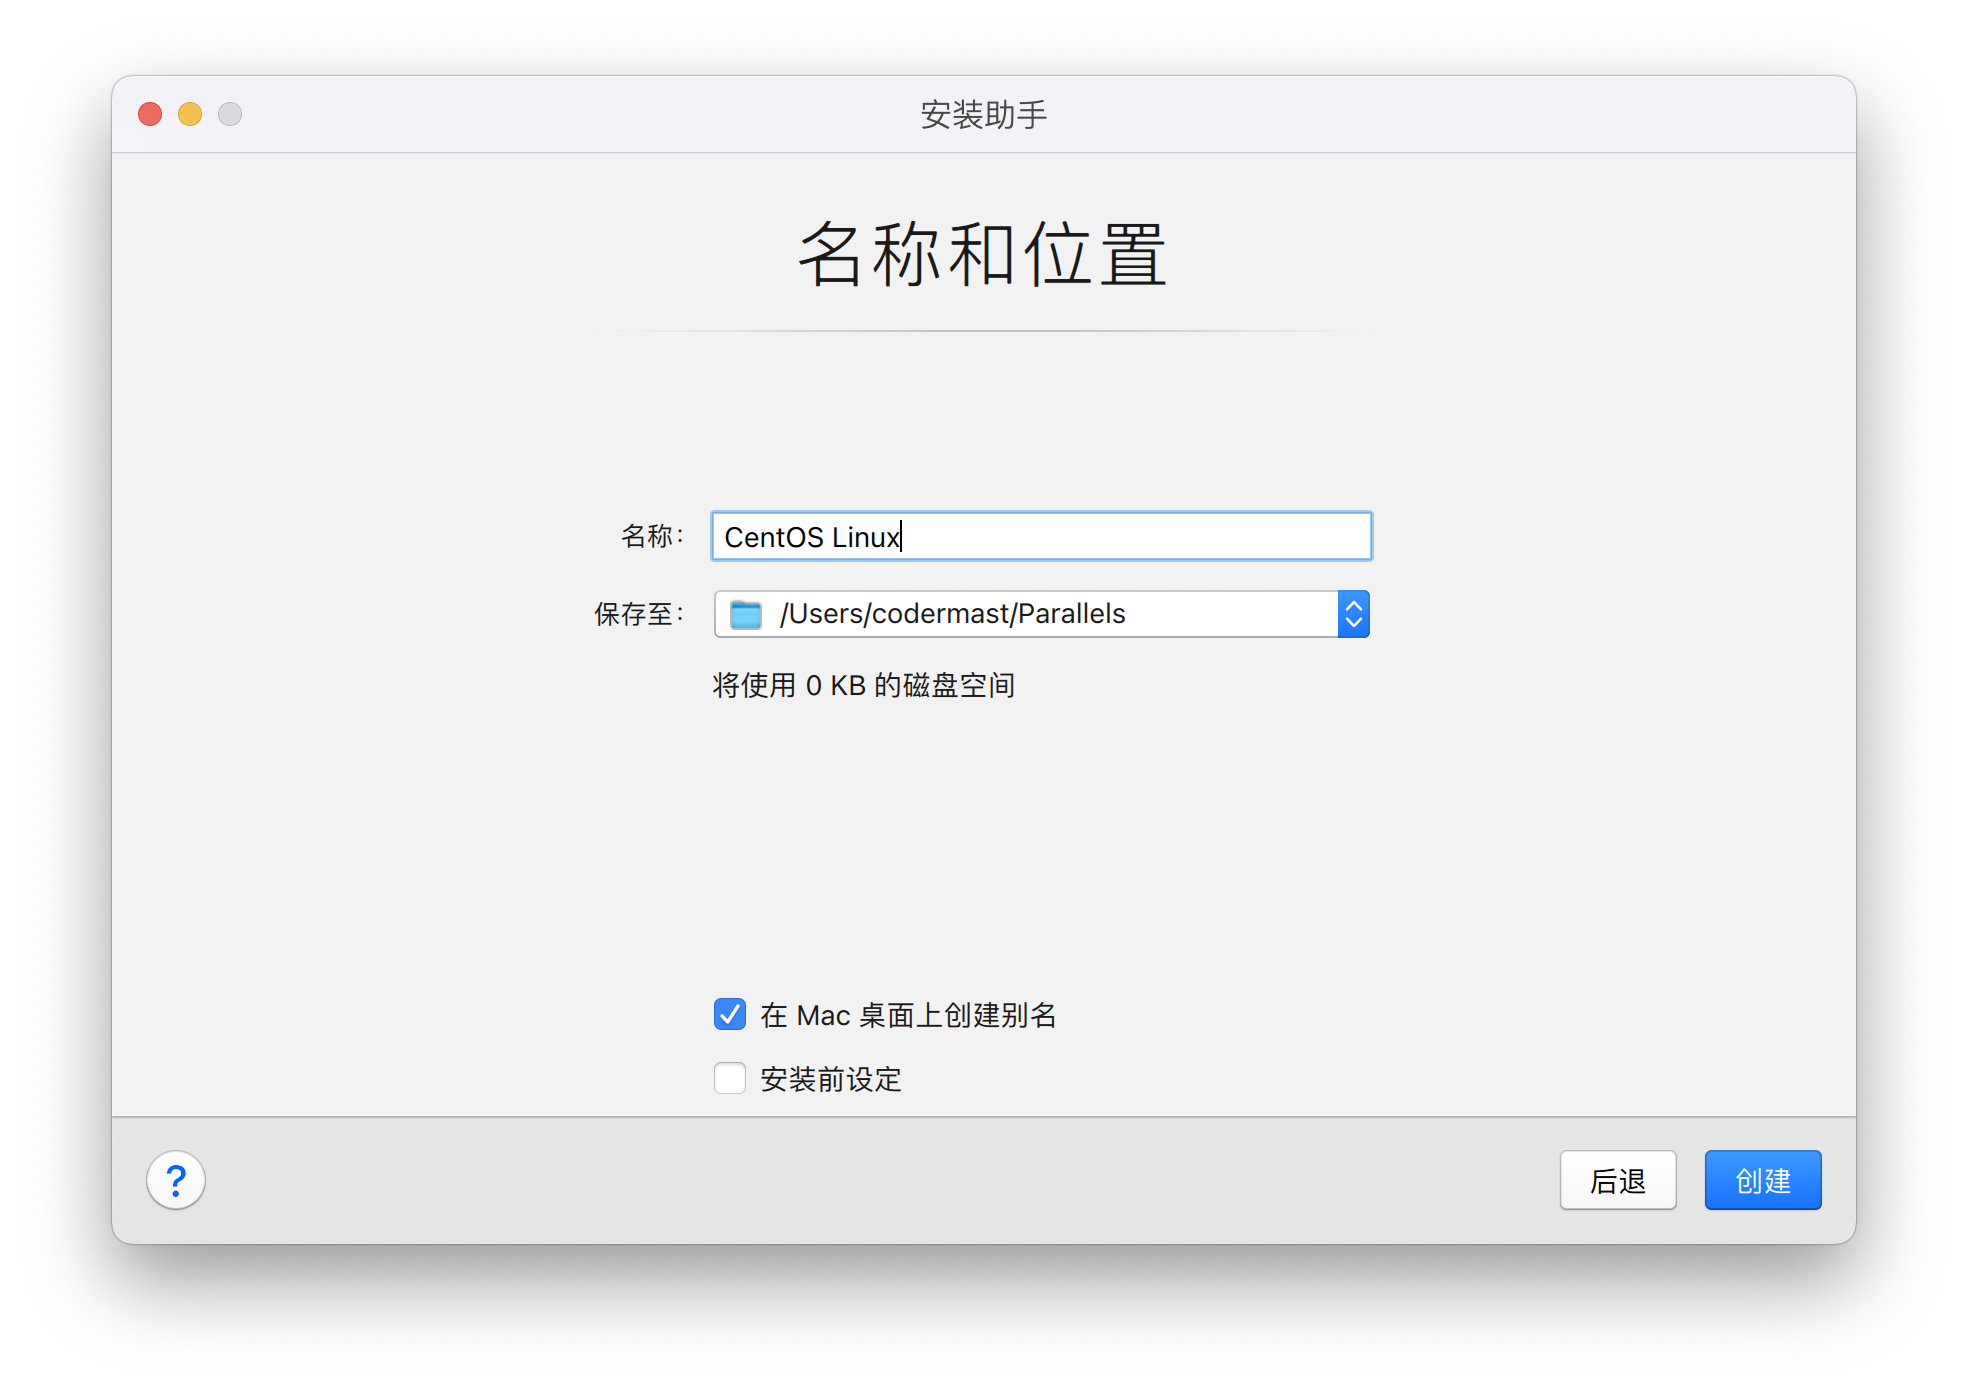 安装助手
名称和位置
名称：
CentOS Linux
保存至：
/Users/codermast/Parallels
将使用 0 KB 的磁盘空间
在 Mac 桌面上创建别名
安装前设定
?
后退
创建